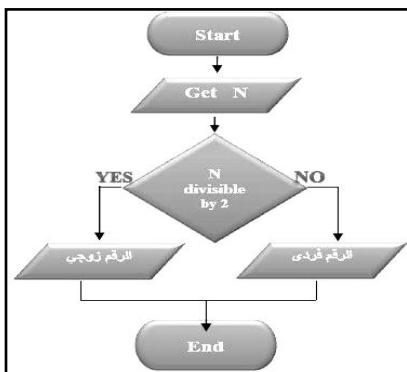 Start
Get N
N
divisible
by 2
YES
NO
الرقم زوجي
الرقم فردى
End